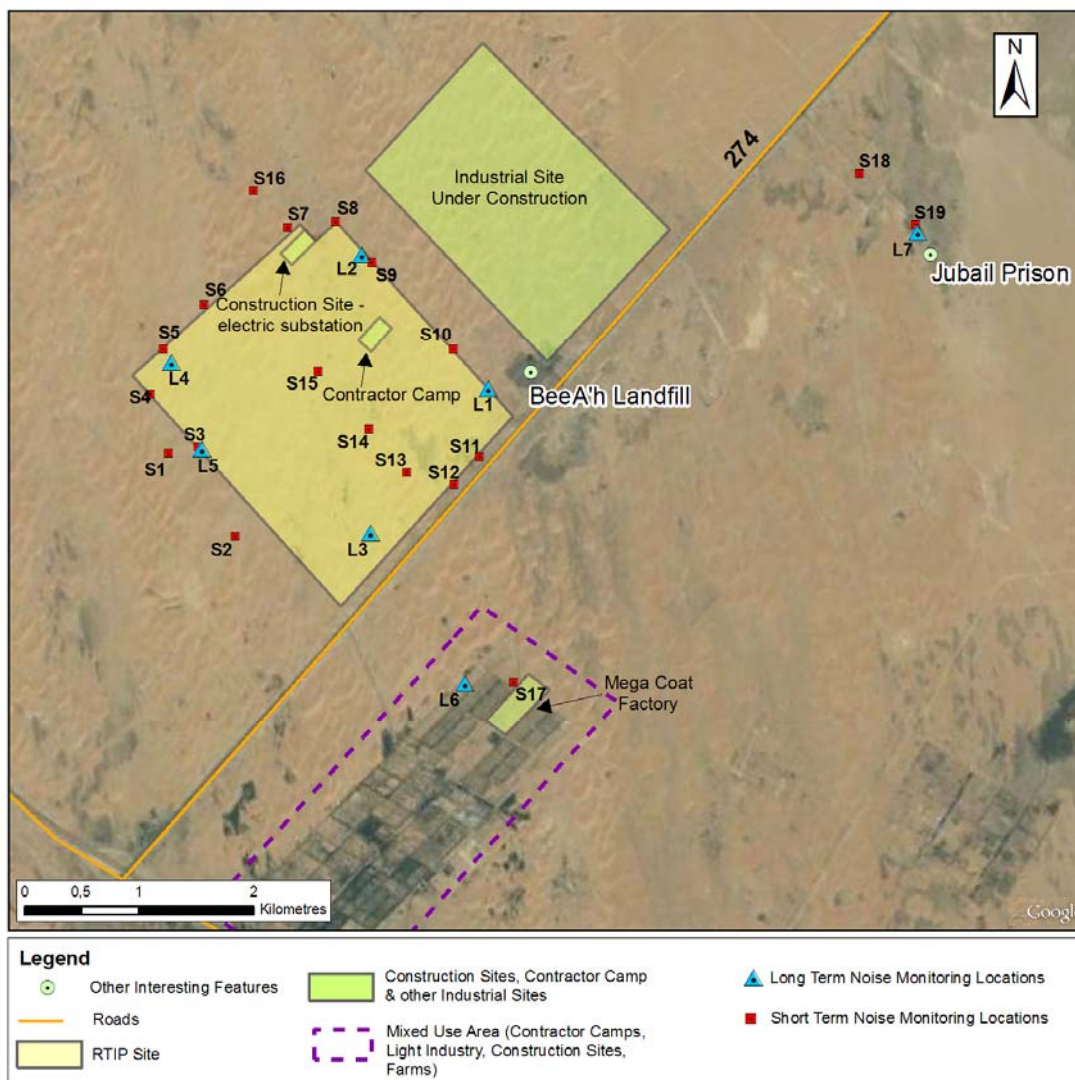 N
274
S18
S16
Industrial Site
Under Construction
S7
S8
S19
L2
S9
L7
Jubail Prison
S6
Construction Site -
electric substation
S5
S10
L4
S15
Contractor Camp
L1
BeeA'h Landfill
S4
S14
S3
L5
S1
S13
S11
S12
S2
L3
L6
S17
Mega Coat
Factory
0 0,5 1 2
Kilometres
Google
Legend
Other Interesting Features
Roads
RTIP Site
Construction Sites, Contractor Camp
& other Industrial Sites
Mixed Use Area (Contractor Camps,
Light Industry, Construction Sites,
Farms)
Long Term Noise Monitoring Locations
Short Term Noise Monitoring Locations